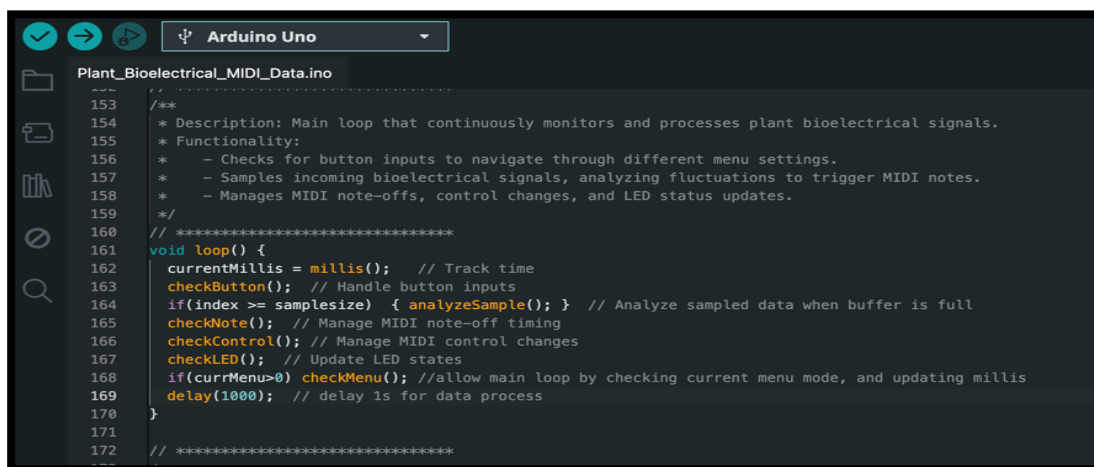 Arduino Uno
Plant_Bioelectrical_MIDI_Data.ino
152 // ********************************
153 /**
154 * Description: Main loop that continuously monitors and processes plant bioelectrical signals.
155 * Functionality:
156 *    - Checks for button inputs to navigate through different menu settings.
157 *    - Samples incoming bioelectrical signals, analyzing fluctuations to trigger MIDI notes.
158 *    - Manages MIDI note-offs, control changes, and LED status updates.
159 */
160 // ********************************
161 void loop() {
162 currentMillis = millis();   // Track time
163 checkButton();  // Handle button inputs
164 if(index >= samplesize)  { analyzeSample(); }  // Analyze sampled data when buffer is full
165 checkNote();  // Manage MIDI note-off timing
166 checkControl(); // Manage MIDI control changes
167 checkLED();  // Update LED states
168 if(currMenu>0) checkMenu(); //allow main loop by checking current menu mode, and updating millis
169 delay(1000);  // delay 1s for data process
170 }
171
172 // ********************************